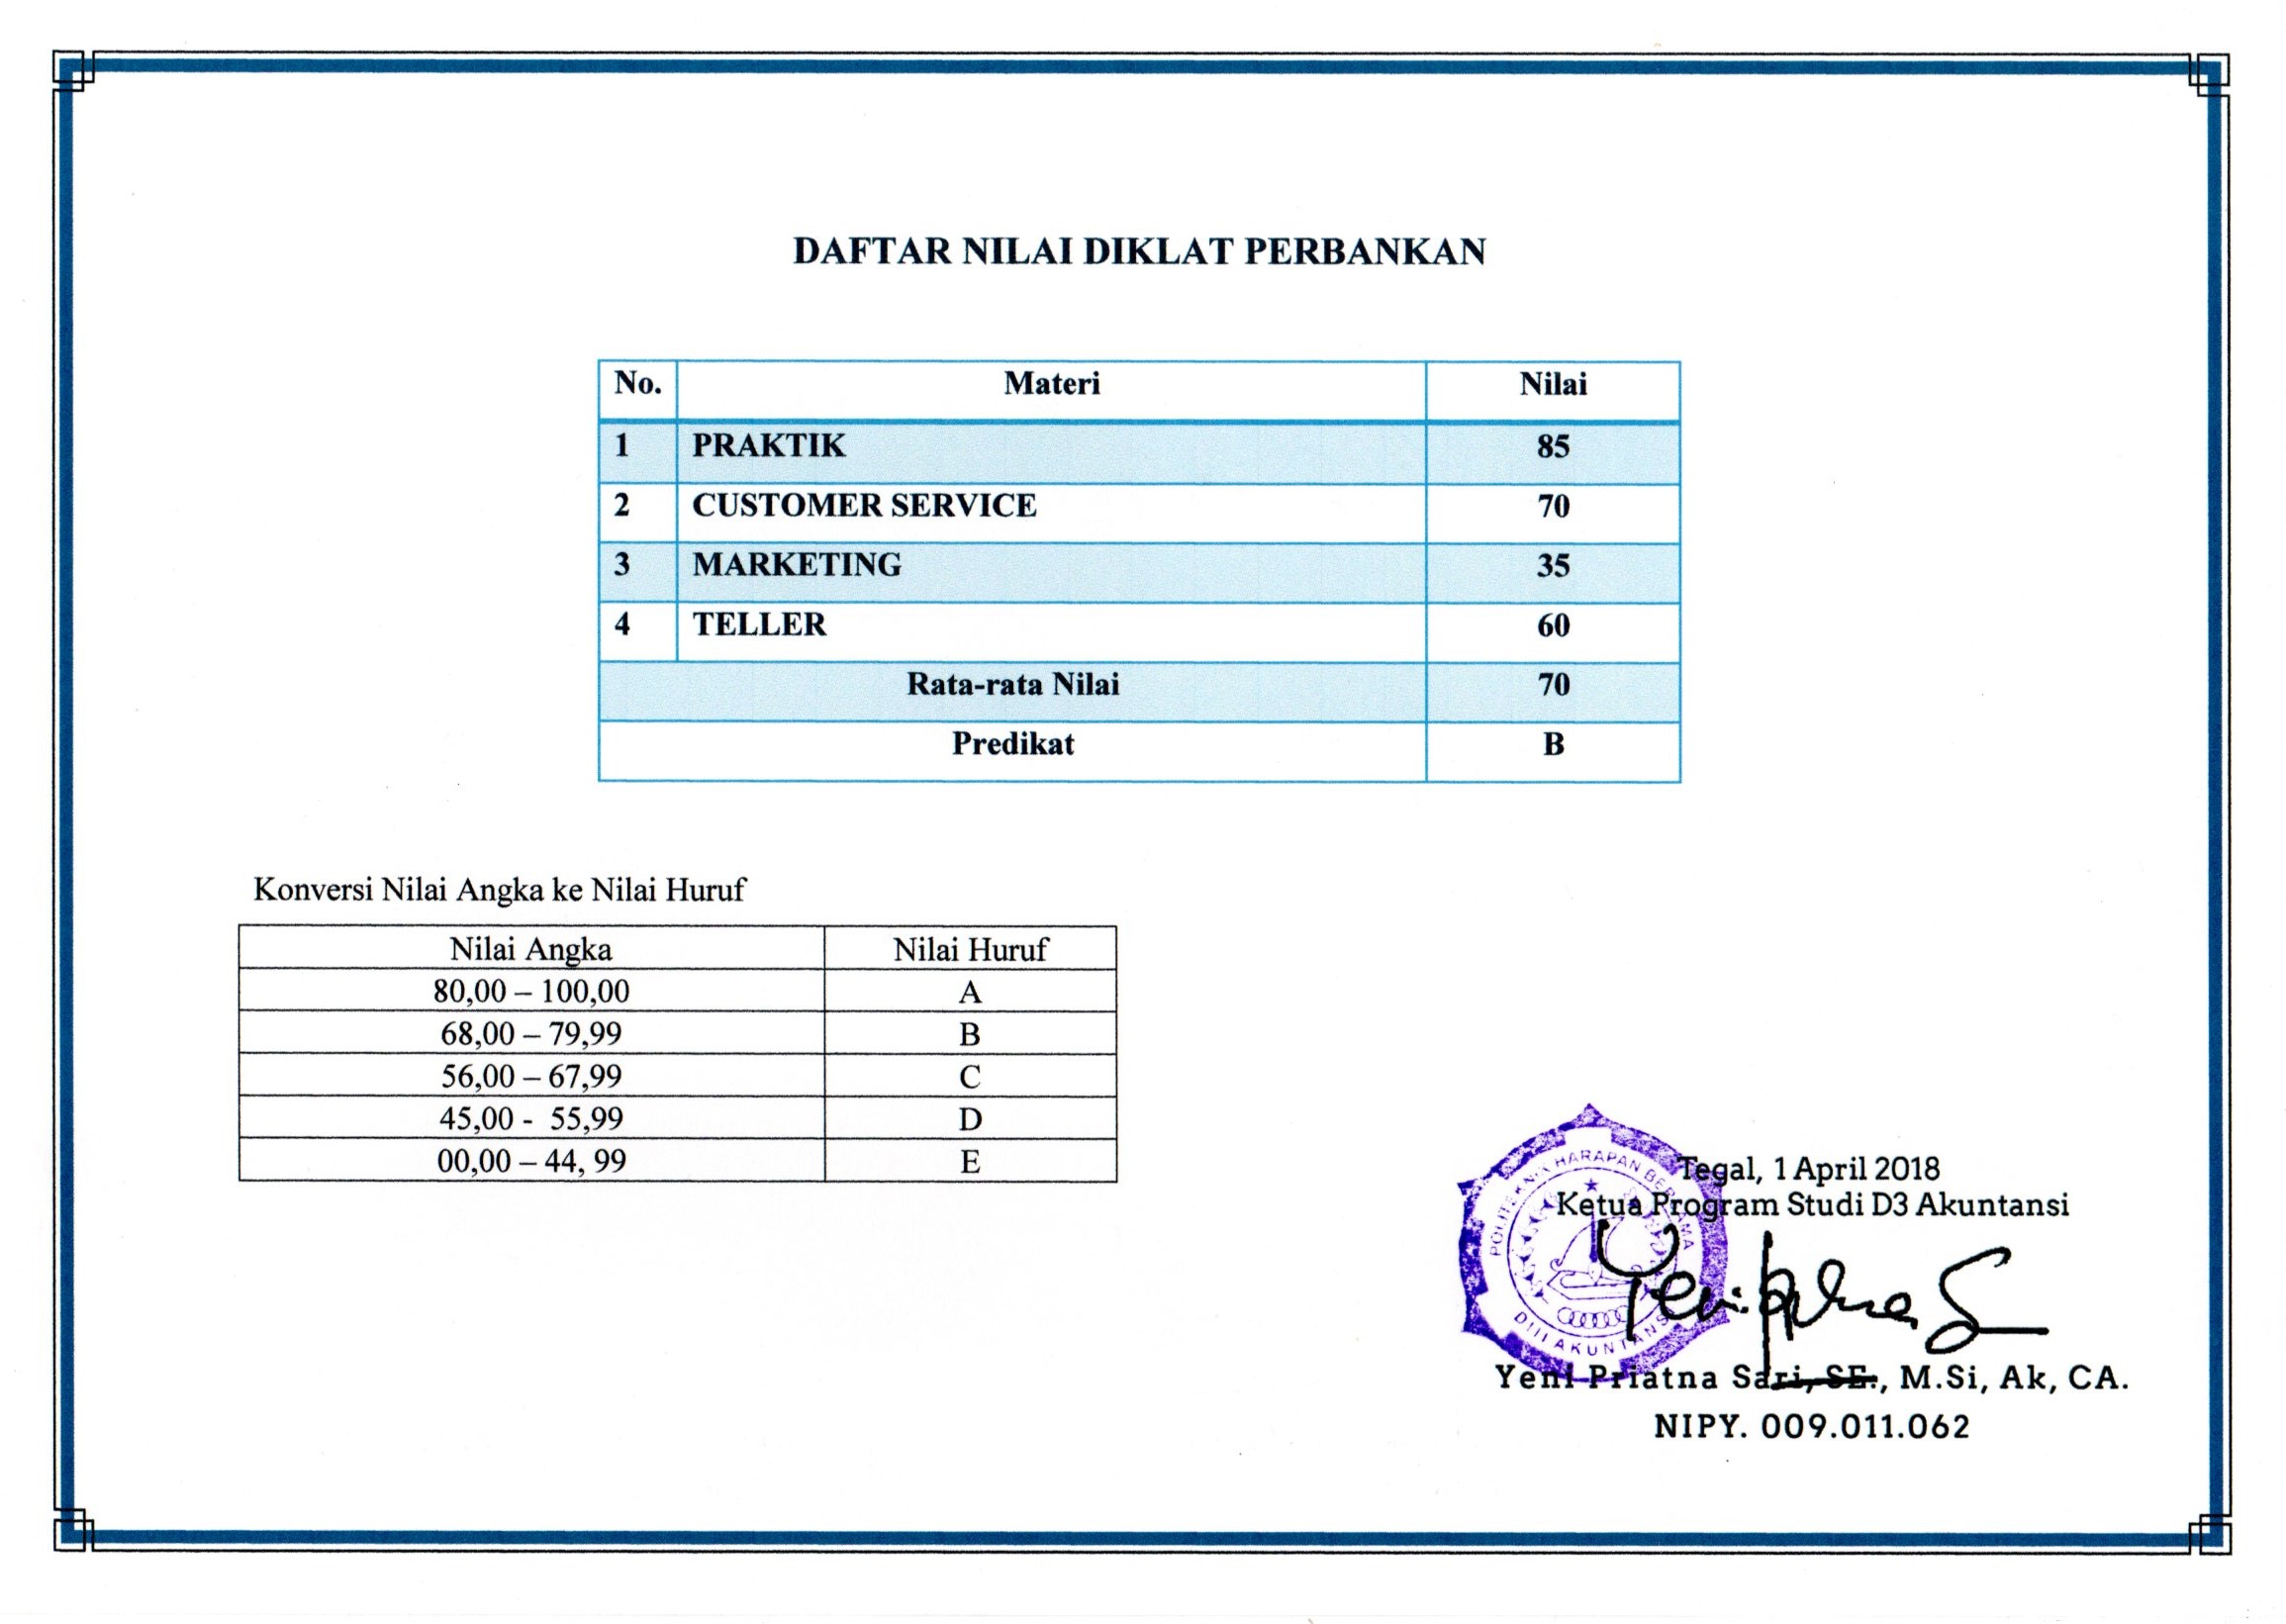 DAFTAR NILAI DIKLAT PERBANKAN
No. Materi Nilai
1 PRAKTIK 85
2 CUSTOMER SERVICE 70
3 MARKETING 35
4 TELLER 60
Rata-rata Nilai 70
Predikat B
Konversi Nilai Angka ke Nilai Huruf
Nilai Angka Nilai Huruf
80,00 – 100,00 A
68,00 – 79,99 B
56,00 – 67,99 C
45,00 - 55,99 D
00,00 – 44, 99 E
POLITEKNIK HARAPAN BERSAMA
DIII AKUNTANSI
Tegal, 1 April 2018
Ketua Program Studi D3 Akuntansi
Yeni Priatna Sari, SE., M.Si, Ak, CA.
NIPY. 009.011.062